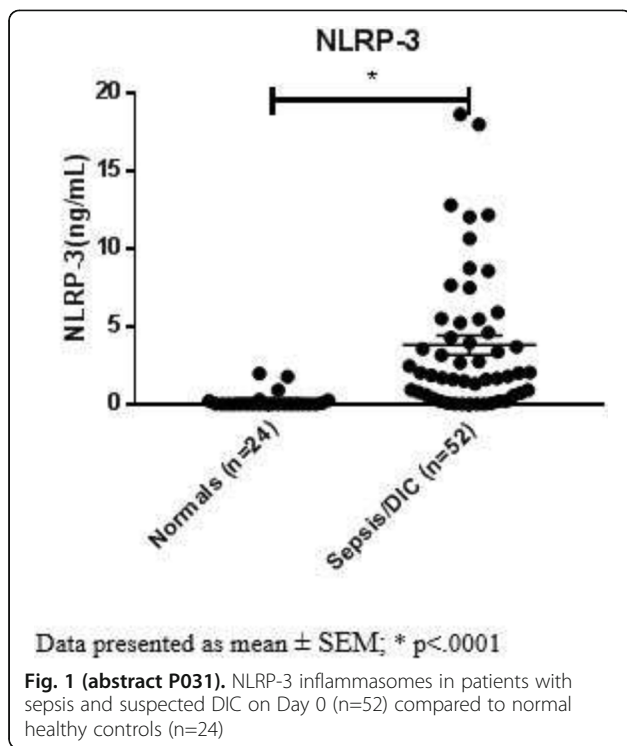 NLRP-3
*
20
15
10
5
0
NLRP-3(ng/mL)
Normals (n=24)
Sepsis/DIC (n=52)
Data presented as mean ± SEM; * p<.0001
Fig. 1 (abstract P031). NLRP-3 inflammasomes in patients with
sepsis and suspected DIC on Day 0 (n=52) compared to normal
healthy controls (n=24)